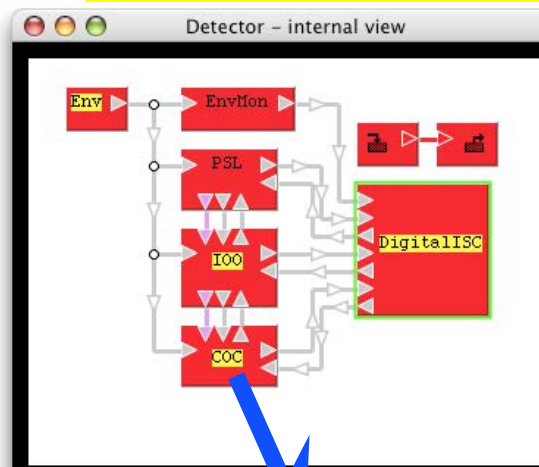 Detector - internal view
Env
EnvMon
PSL
IOO
DigitalISC
COC